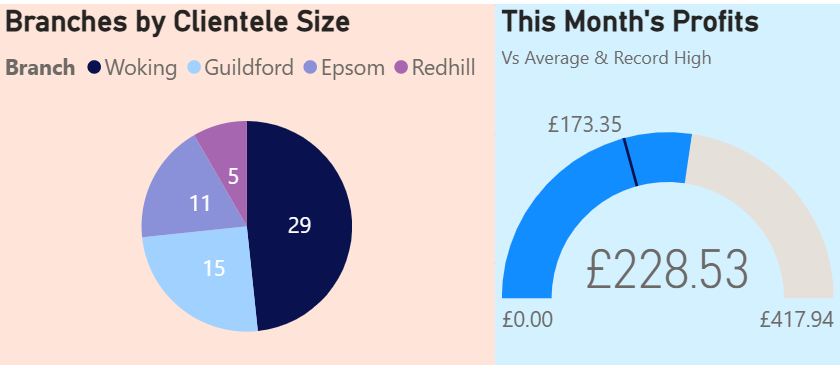 Branches by Clientele Size
Branch Woking Guildford Epsom Redhill
5
11
29
15
This Month's Profits
Vs Average & Record High
£173.35
£228.53
£0.00
£417.94